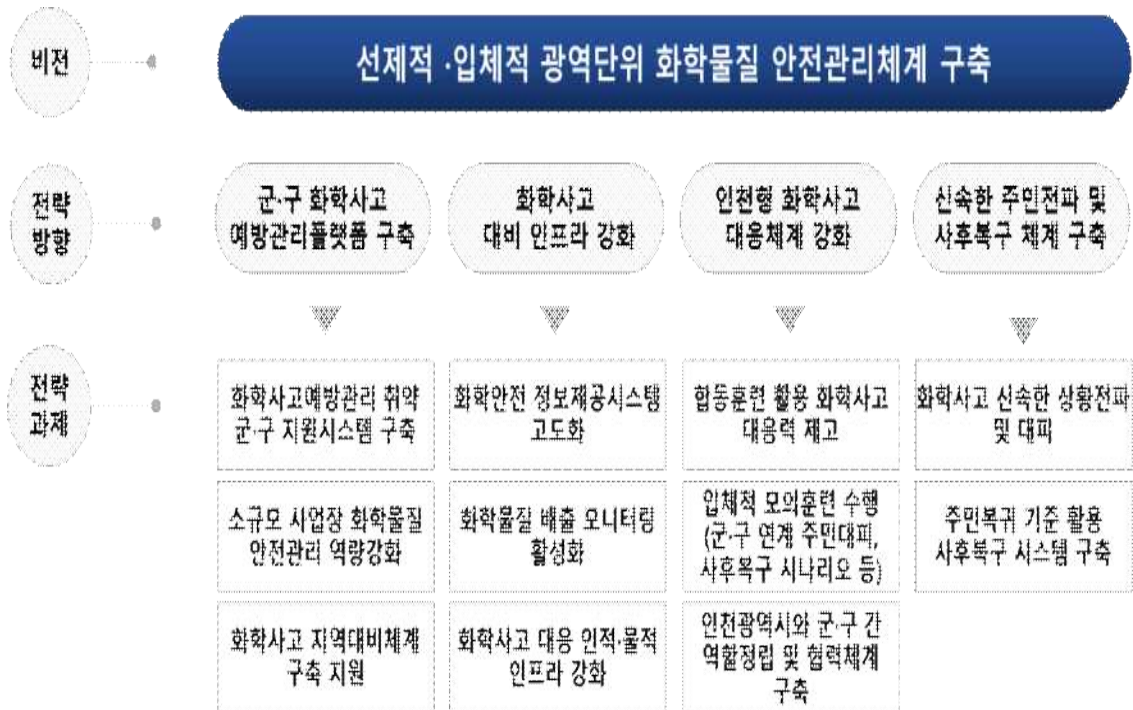 비전
선제적·입체적 광역단위 화학물질 안전관리체계 구축
전략
방향
군·구 화학사고
예방관리플랫폼 구축
화학사고
대비 인프라 강화
인천형 화학사고
대응체계 강화
신속한 주민전파 및
사후복구 체계 구축
전략
과제
화학사고예방관리 취약
군·구 지원시스템 구축
화학안전 정보제공시스템
고도화
합동훈련 활용 화학사고
대응력 제고
화학사고 신속한 상황전파
및 대피
소규모 사업장 화학물질
안전관리 역량강화
화학물질 배출 모니터링
활성화
입체적 모의훈련 수행
(군·구 연계 주민대피,
사후복구 시나리오 등)
주민복귀 기준 활용
사후복구 시스템 구축
화학사고 지역대비체계
구축 지원
화학사고 대응 인적·물적
인프라 강화
인천광역시와 군·구 간
역할정립 및 협력체계
구축